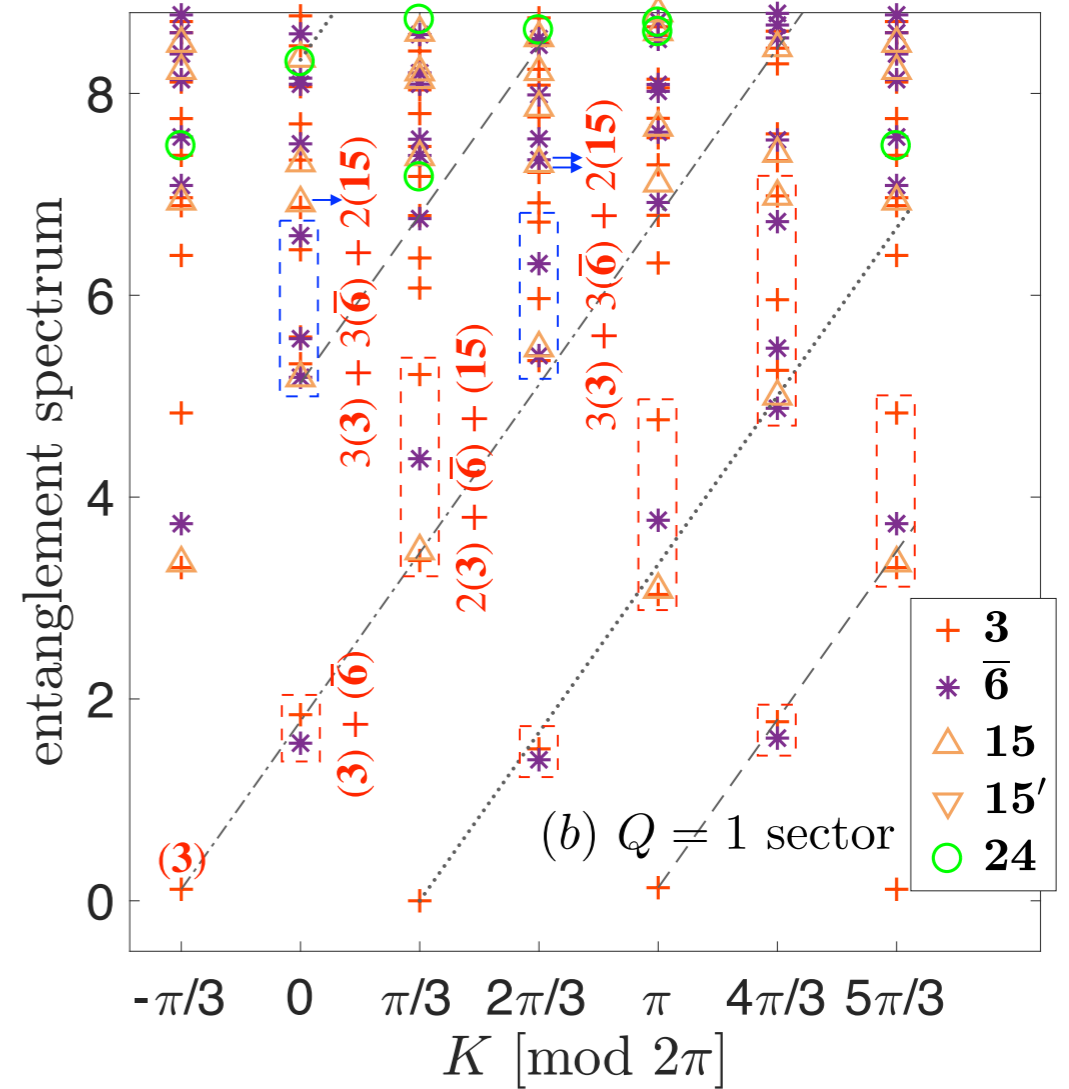 entanglement spectrum
8
6
4
2
0
-π/3 0 π/3 2π/3 π 4π/3 5π/3
K [mod 2π]
(3)
(3) + (6̅)
2(3) + (6̅) + (15)
3(3) + 3(6̅) + 2(15)
3(3) + 3(6̅) + 2(15)
(b) Q = 1 sector
3
6̅
15
15′
24